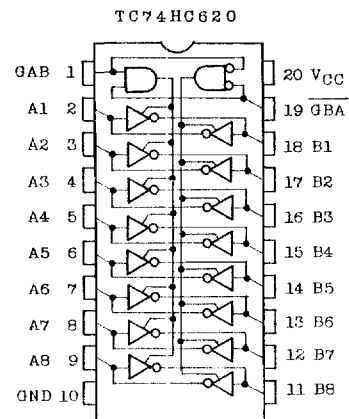 TC74HC620
GAB 1 20 VCC
19 GBA
A1 2 18 B1
A2 3 17 B2
A3 4 16 B3
A4 5 15 B4
A5 6 14 B5
A6 7 13 B6
A7 8 12 B7
A8 9 11 B8
GND 10